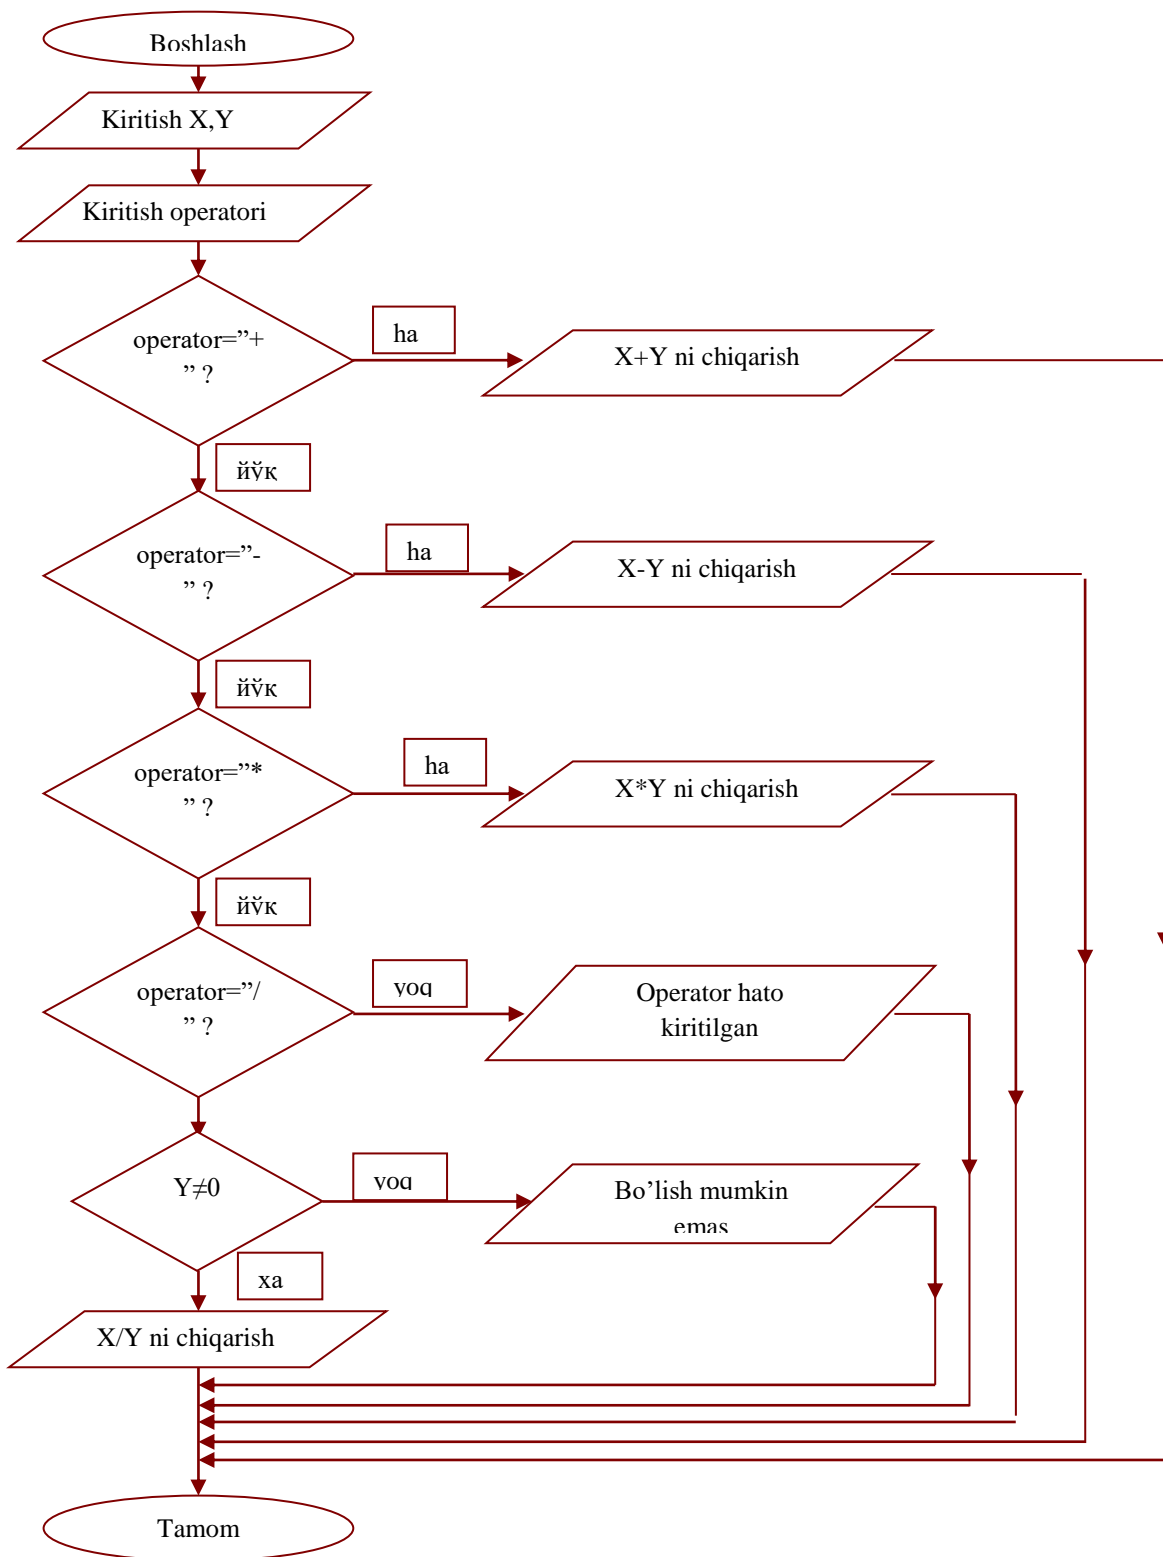 Boshlash
Kiritish X,Y
Kiritish operatori
operator=”+
” ?
ha
X+Y ni chiqarish
йўқ
operator=”-
” ?
ha
X-Y ni chiqarish
йўқ
operator=”*
” ?
ha
X*Y ni chiqarish
йўқ
operator=”/
” ?
yoq
Operator hato
kiritilgan
Y≠0
yoq
Bo’lish mumkin
emas
xa
X/Y ni chiqarish
Tamom